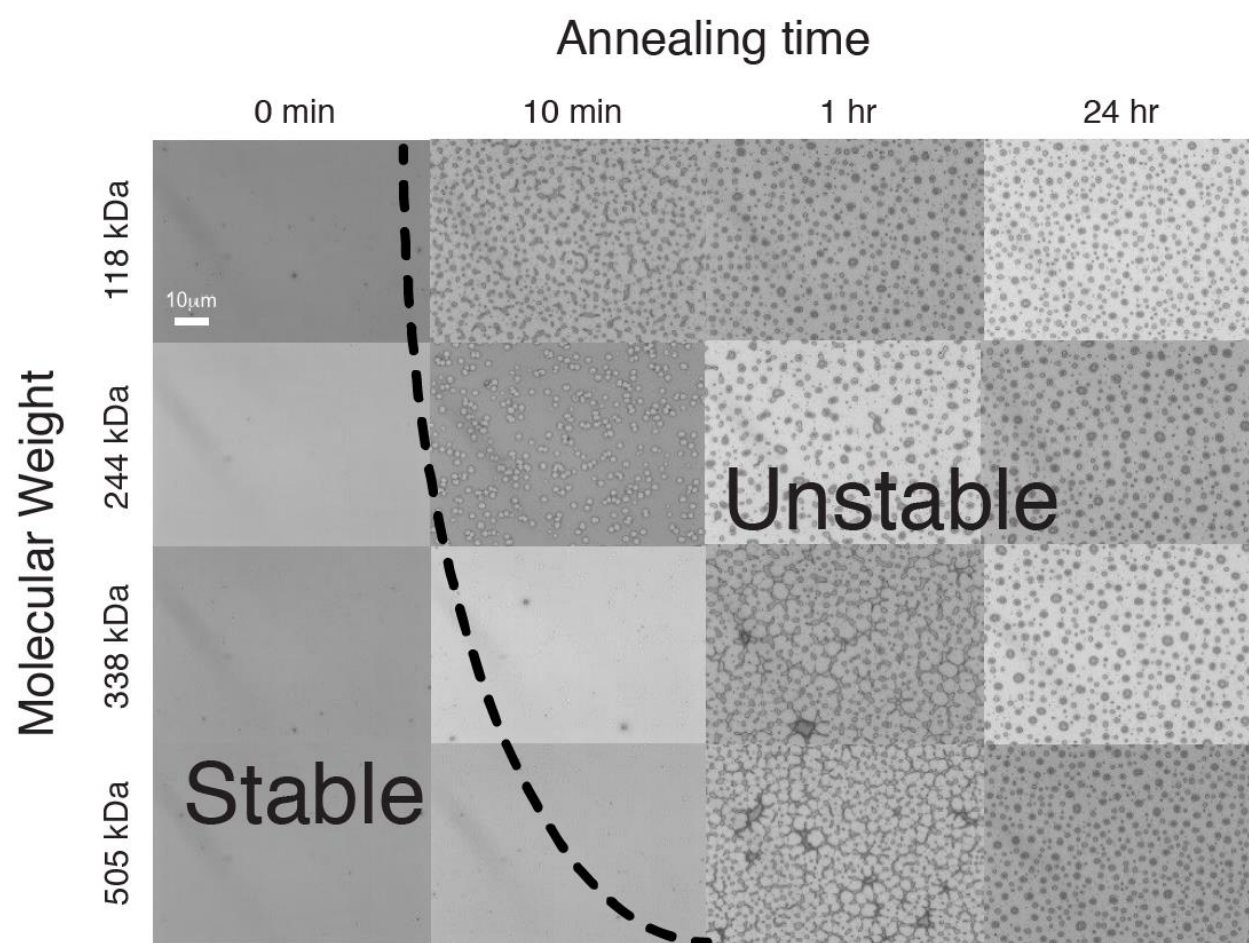 Annealing time
0 min
10 min
1 hr
24 hr
Molecular Weight
118 kDa
244 kDa
338 kDa
505 kDa
10μm
Unstable
Stable